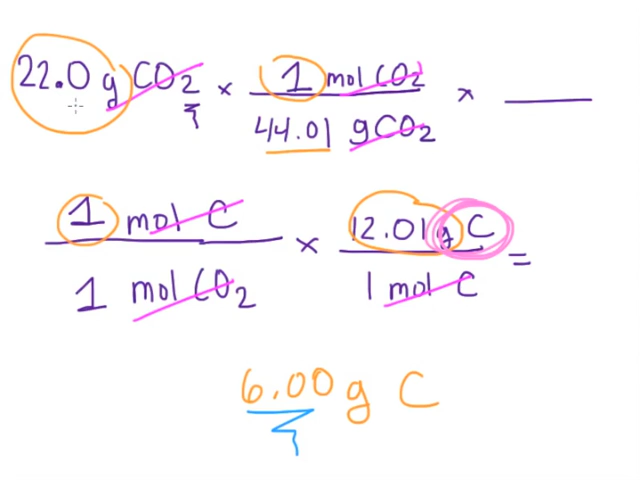 22.0 g CO2 × 1 mol CO2 × ___
44.01 g CO2
1 mol C × 12.01 g C =
1 mol CO2 1 mol C
6.00 g C